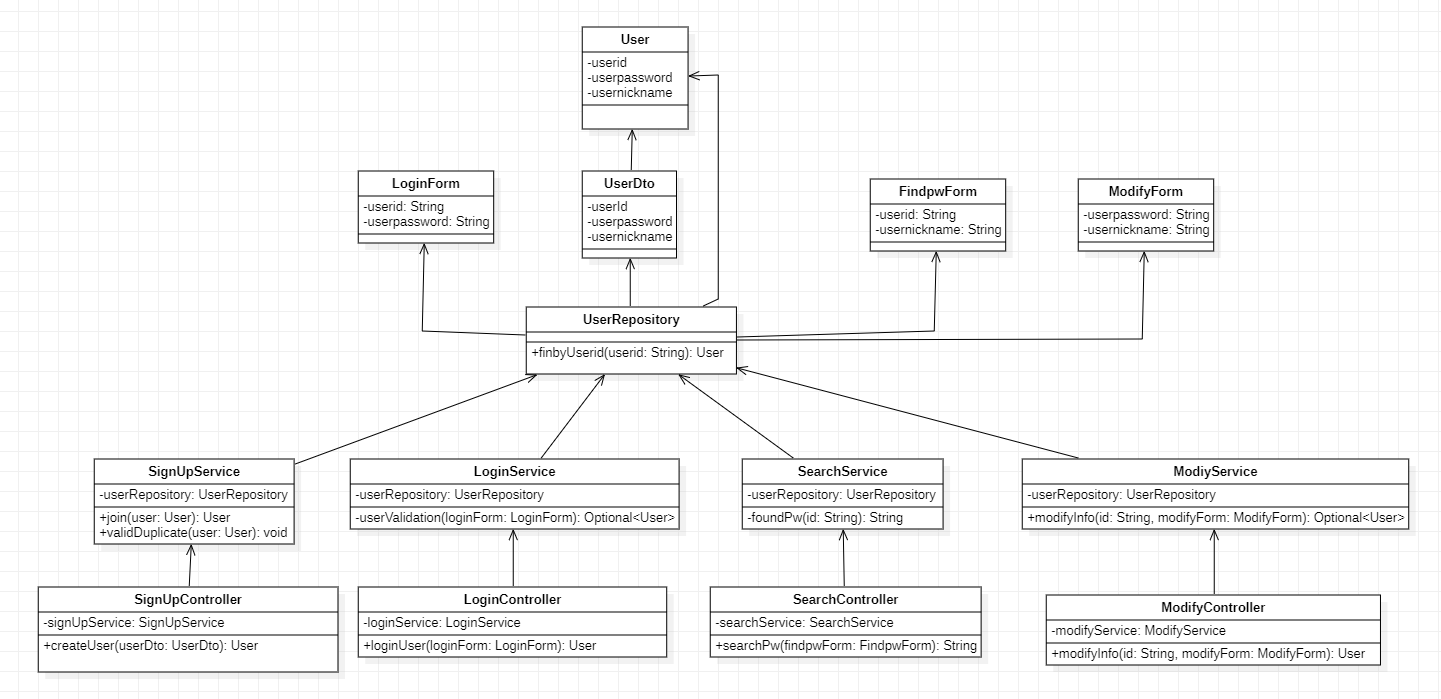 User
-userid
-userpassword
-usernickname
LoginForm
-userid: String
-userpassword: String
UserDto
-userId
-userpassword
-usernickname
FindpwForm
-userid: String
-usernickname: String
ModifyForm
-userpassword: String
-usernickname: String
UserRepository
+finbyUserid(userid: String): User
SignUpService
-userRepository: UserRepository
+join(user: User): User
+validDuplicate(user: User): void
LoginService
-userRepository: UserRepository
-userValidation(loginForm: LoginForm): Optional<User>
SearchService
-userRepository: UserRepository
-foundPw(id: String): String
ModiyService
-userRepository: UserRepository
+modifyInfo(id: String, modifyForm: ModifyForm): Optional<User>
SignUpController
-signUpService: SignUpService
+createUser(userDto: UserDto): User
LoginController
-loginService: LoginService
+loginUser(loginForm: LoginForm): User
SearchController
-searchService: SearchService
+searchPw(findpwForm: FindpwForm): String
ModifyController
-modifyService: ModifyService
+modifyInfo(id: String, modifyForm: ModifyForm): User